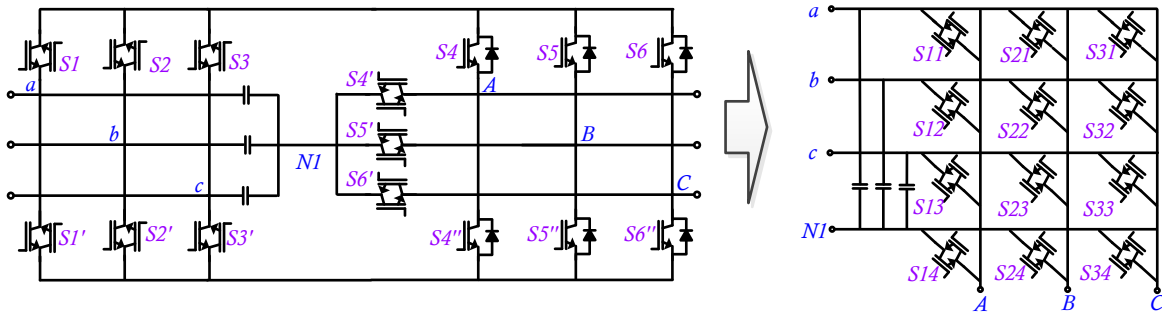 S1 S2 S3 S4 S5 S6
a S4' A
b N1 S5' B
c S6' C
S1' S2' S3' S4" S5" S6"
a S11 S21 S31
b S12 S22 S32
c S13 S23 S33
N1 S14 S24 S34
A B C